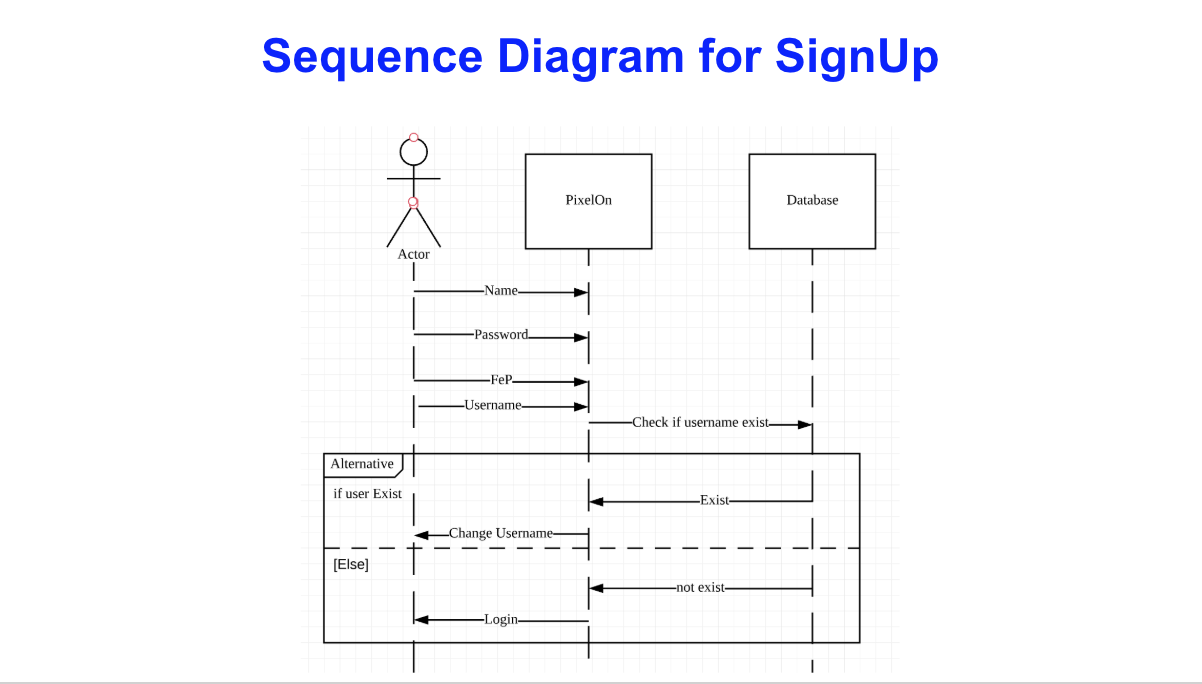 Sequence Diagram for SignUp
PixelOn
Database
Actor
Name
Password
FeP
Username
Check if username exist
Alternative
if user Exist
Exist
Change Username
[Else]
not exist
Login